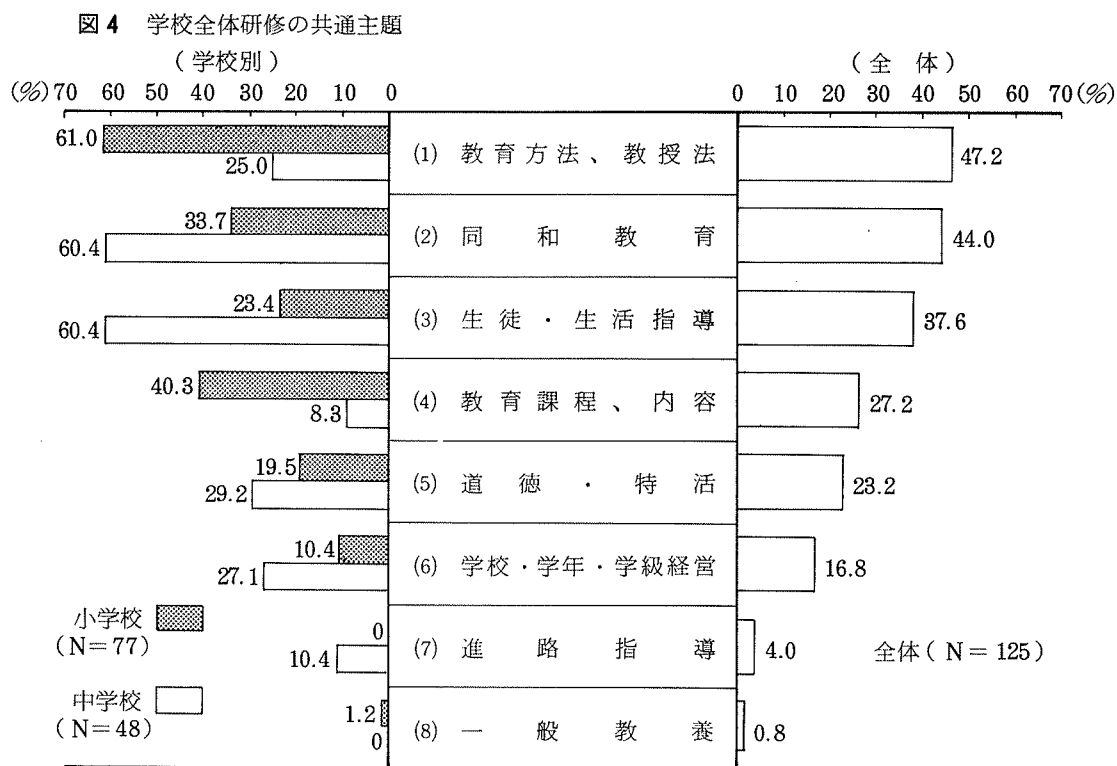 図4 学校全体研修の共通主題
(学校別) (全 体)
(%) 70 60 50 40 30 20 10 0 0 10 20 30 40 50 60 70 (%)
61.0
25.0 (1) 教育方法、教授法 47.2
33.7
60.4 (2) 同和教育 44.0
23.4
60.4 (3) 生徒・生活指導 37.6
40.3
8.3 (4) 教育課程、内容 27.2
19.5
29.2 (5) 道徳・特活 23.2
10.4
27.1 (6) 学校・学年・学級経営 16.8
0
10.4 (7) 進路指導 4.0
1.2
0 (8) 一般教養 0.8
小学校
(N=77)
中学校
(N=48)
全体(N=125)